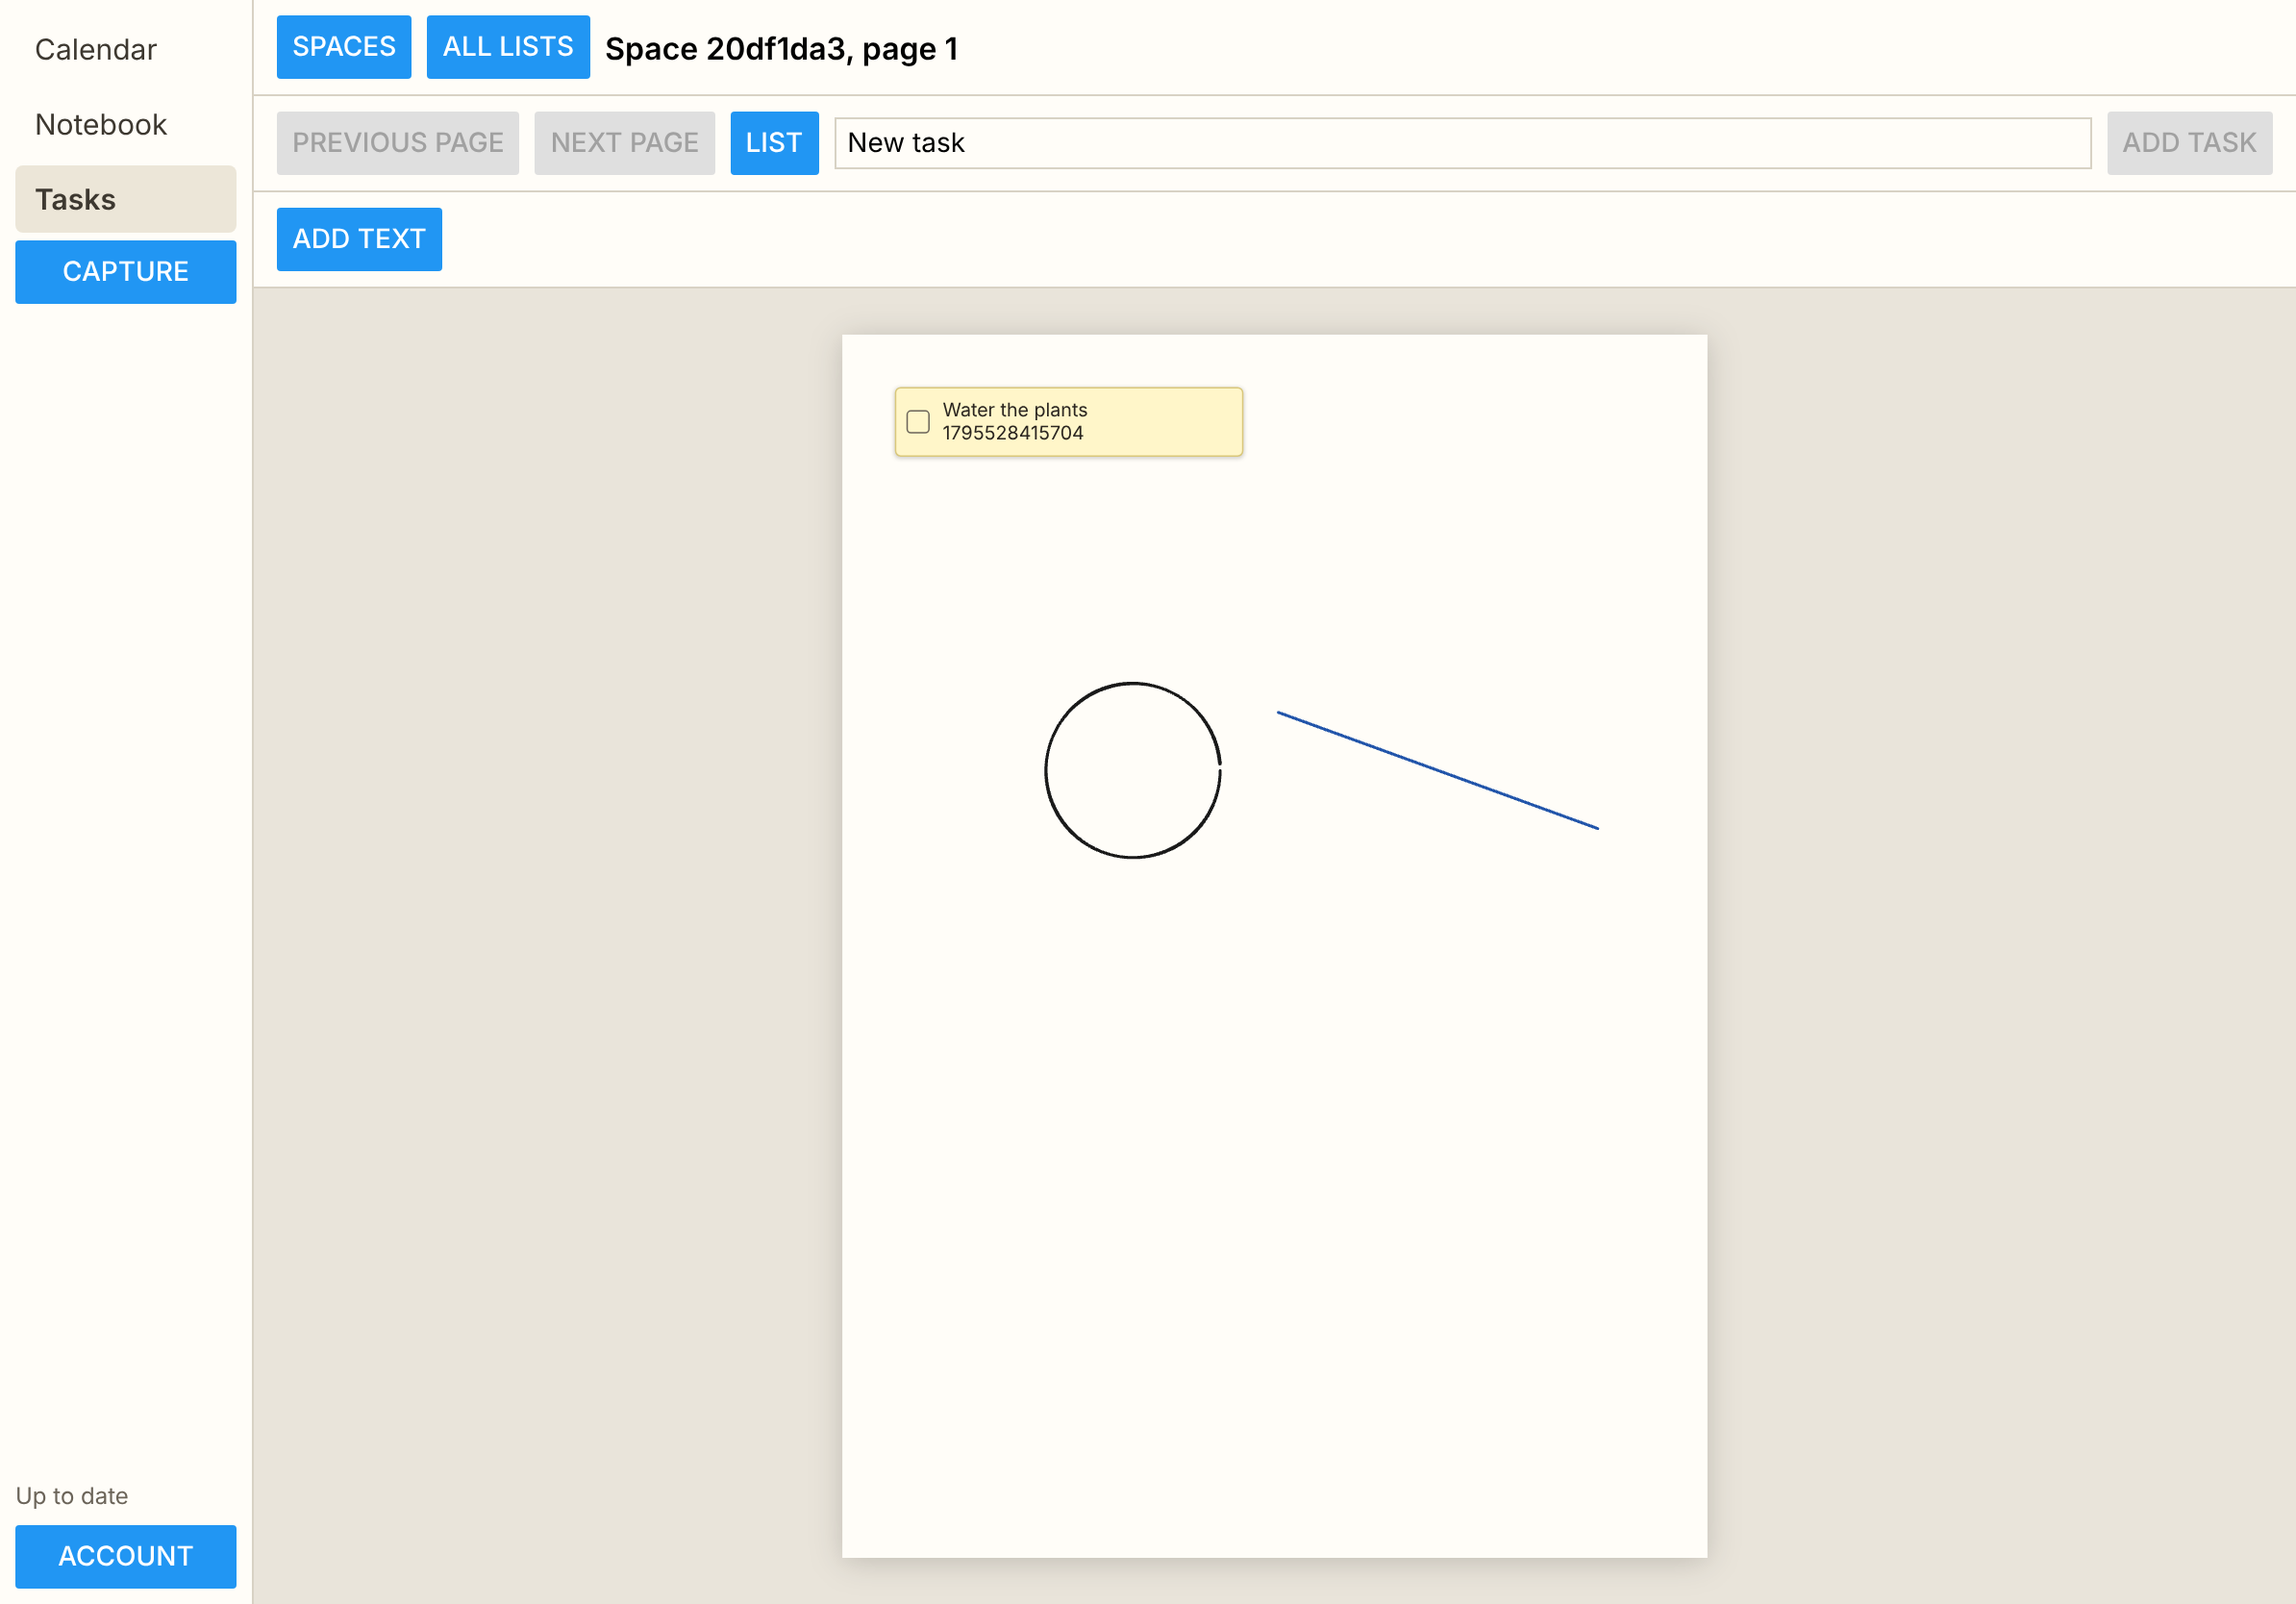 Calendar
Notebook
Tasks
CAPTURE
Up to date
ACCOUNT
SPACES
ALL LISTS
Space 20df1da3, page 1
PREVIOUS PAGE
NEXT PAGE
LIST
New task
ADD TASK
ADD TEXT
Water the plants
1795528415704